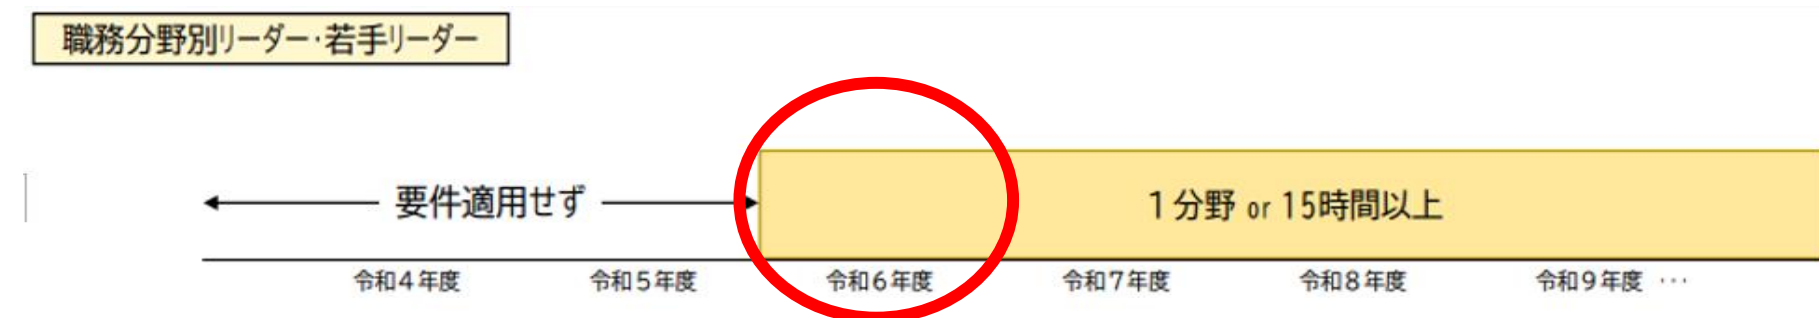 職務分野別リーダー・若手リーダー
要件適用せず
1分野 or 15時間以上
令和4年度 令和5年度 令和6年度 令和7年度 令和8年度 令和9年度 …